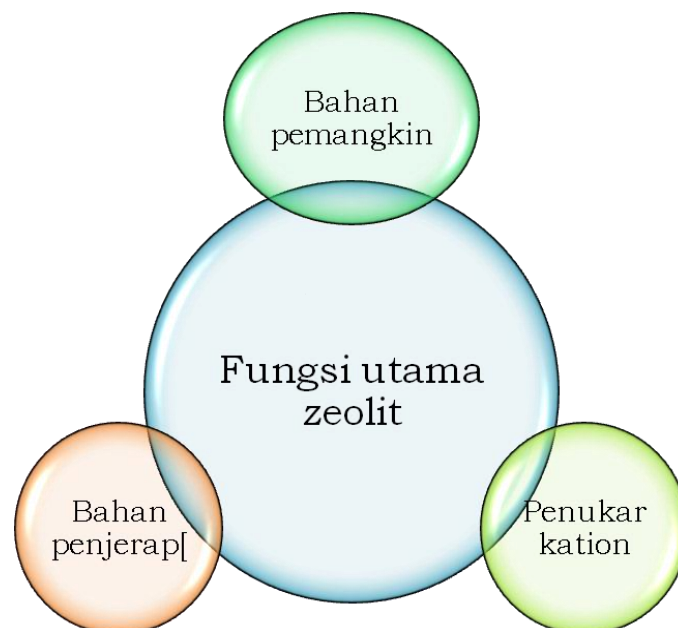 Bahan
pemangkin
Fungsi utama
zeolit
Bahan
penjerap[
Penukar
kation